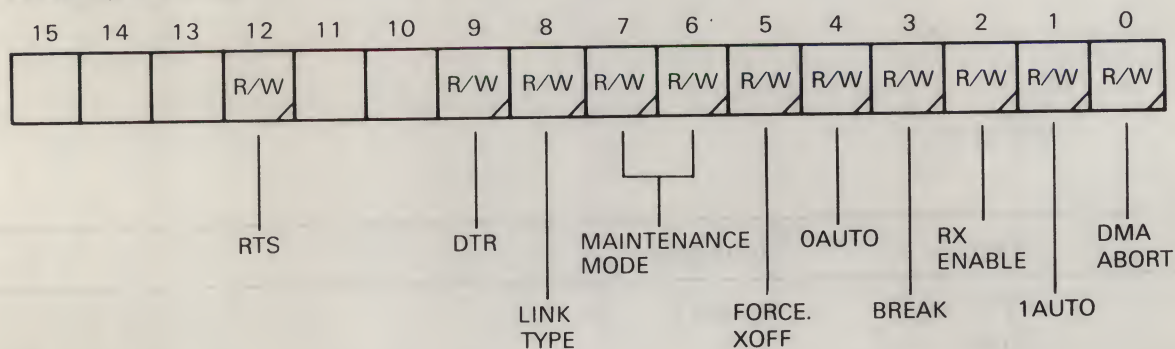 15 14 13 12 11 10 9 8 7 6 5 4 3 2 1 0
R/W R/W R/W R/W R/W R/W R/W R/W R/W R/W R/W
RTS DTR MAINTENANCE MODE 0AUTO RX ENABLE DMA ABORT
LINK TYPE FORCE. XOFF BREAK 1AUTO